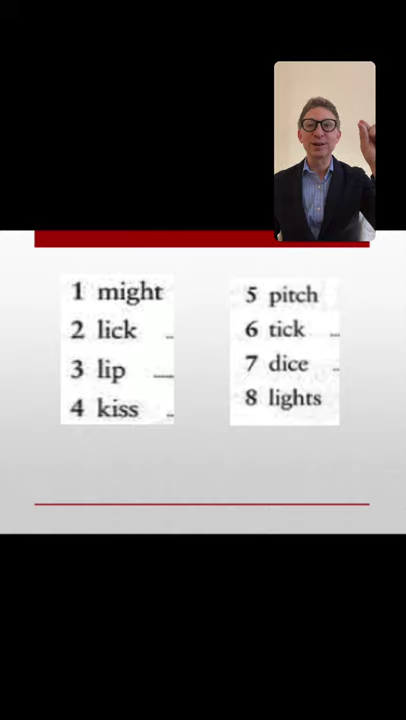 1 might
2 lick
3 lip
4 kiss
5 pitch
6 tick
7 dice
8 lights